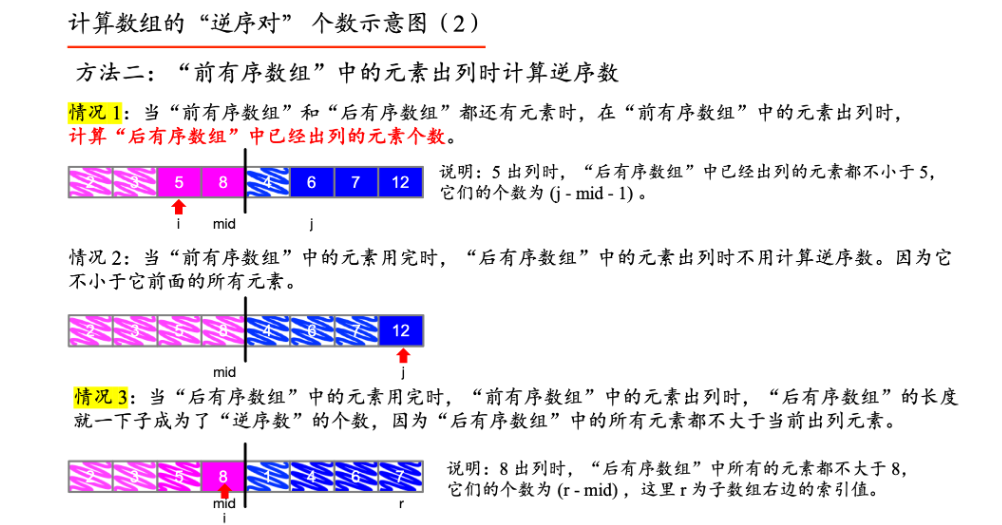 计算数组的“逆序对” 个数示意图（2）
方法二：“前有序数组”中的元素出列时计算逆序数
情况 1：当“前有序数组”和“后有序数组”都还有元素时，在“前有序数组”中的元素出列时，
计算“后有序数组”中已经出列的元素个数。
2 3 5 8 4 6 7 12
说明：5 出列时，“后有序数组”中已经出列的元素都不小于 5，
它们的个数为 (j - mid - 1) 。
i mid j
情况 2：当“前有序数组”中的元素用完时，“后有序数组”中的元素出列时不用计算逆序数。因为它
不小于它前面的所有元素。
2 3 5 8 4 6 7 12
mid j
情况 3：当“后有序数组”中的元素用完时，“前有序数组”中的元素出列时，“后有序数组”的长度
就一下子成为了“逆序数”的个数，因为“后有序数组”中的所有元素都不大于当前出列元素。
2 3 5 8 1 4 6 7
说明：8 出列时，“后有序数组”中所有的元素都不大于 8，
它们的个数为 (r - mid) ，这里 r 为子数组右边的索引值。
mid r
i